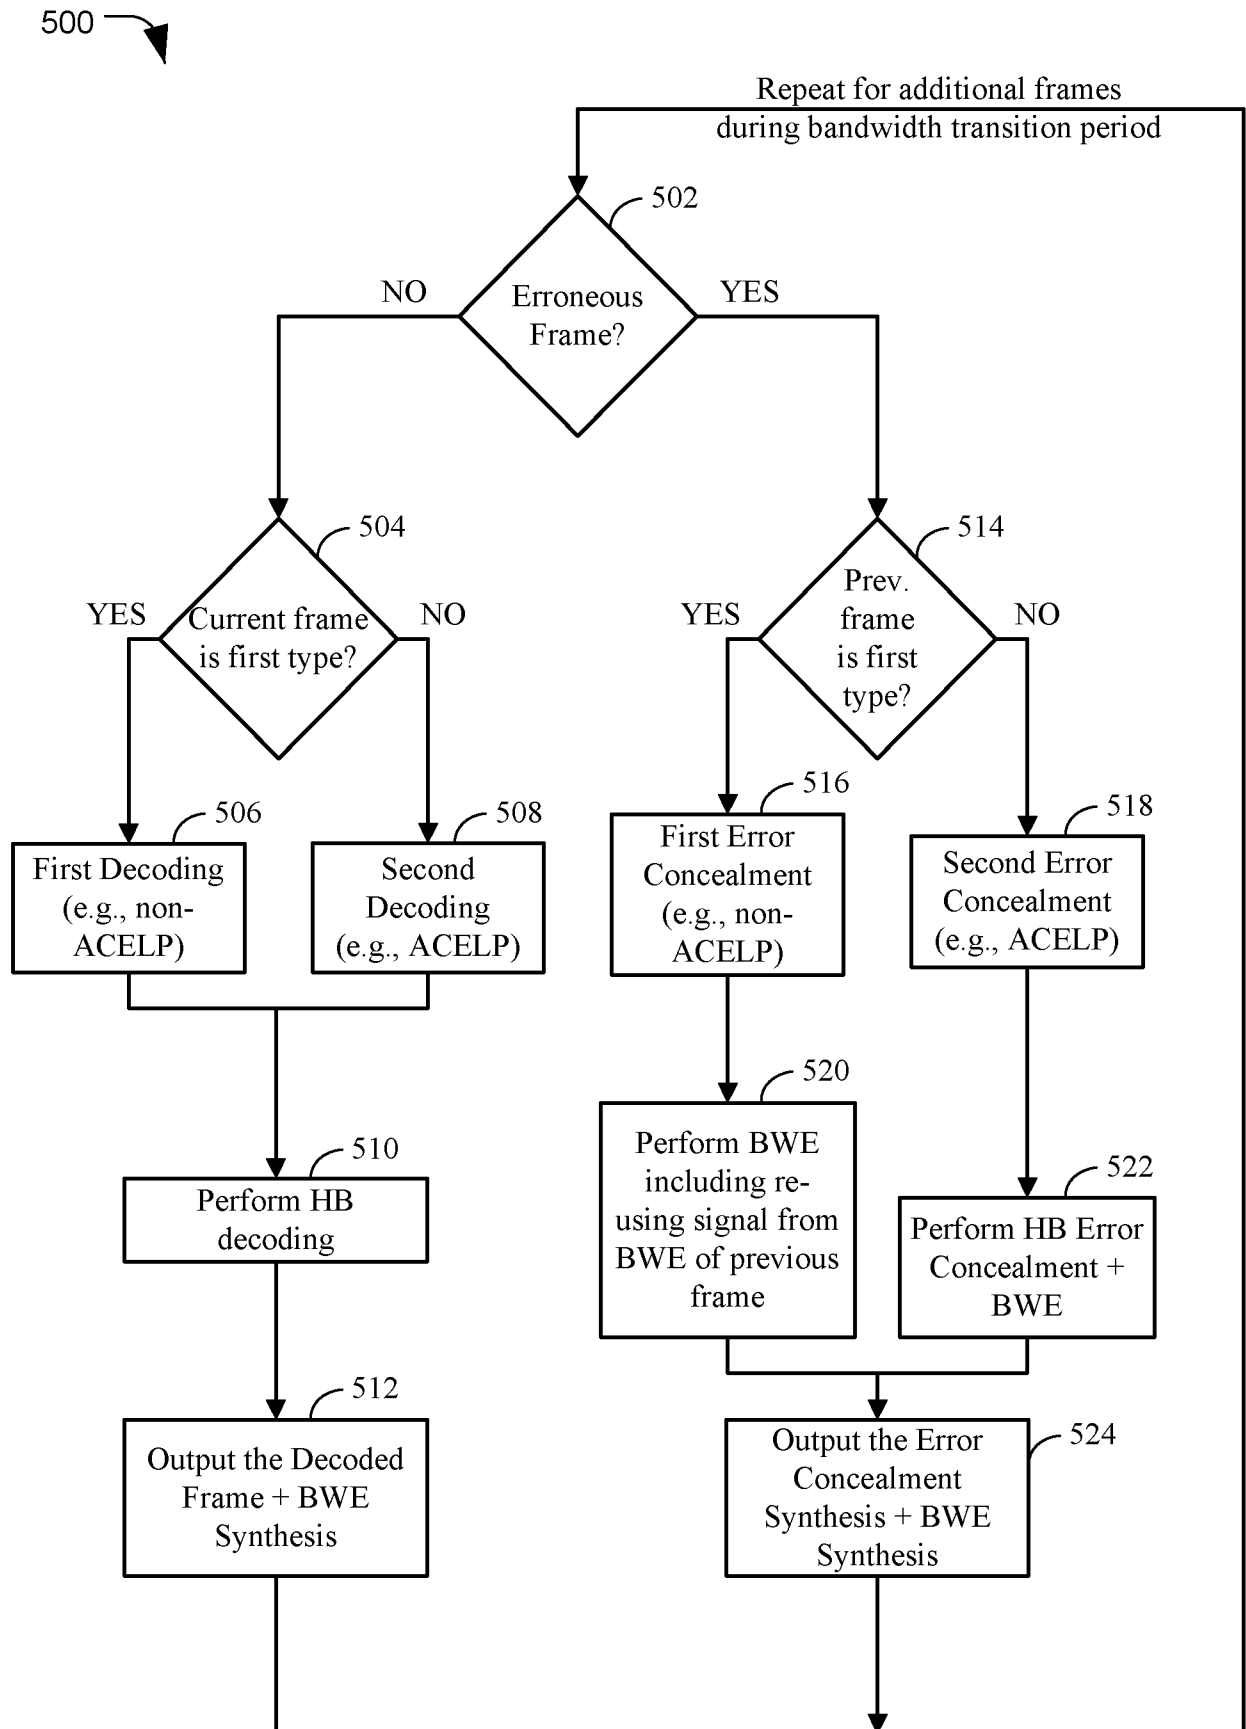 500
Repeat for additional frames
during bandwidth transition period
502
NO
YES
Erroneous
Frame?
504
514
YES
Current frame
is first type?
NO
YES
Prev.
frame
is first
type?
NO
506
508
516
518
First Decoding
(e.g., non-
ACELP)
Second
Decoding
(e.g., ACELP)
First Error
Concealment
(e.g., non-
ACELP)
Second Error
Concealment
(e.g., ACELP)
520
Perform BWE
including re-
using signal from
BWE of previous
frame
510
Perform HB
decoding
522
Perform HB Error
Concealment +
BWE
512
Output the Decoded
Frame + BWE
Synthesis
524
Output the Error
Concealment
Synthesis + BWE
Synthesis